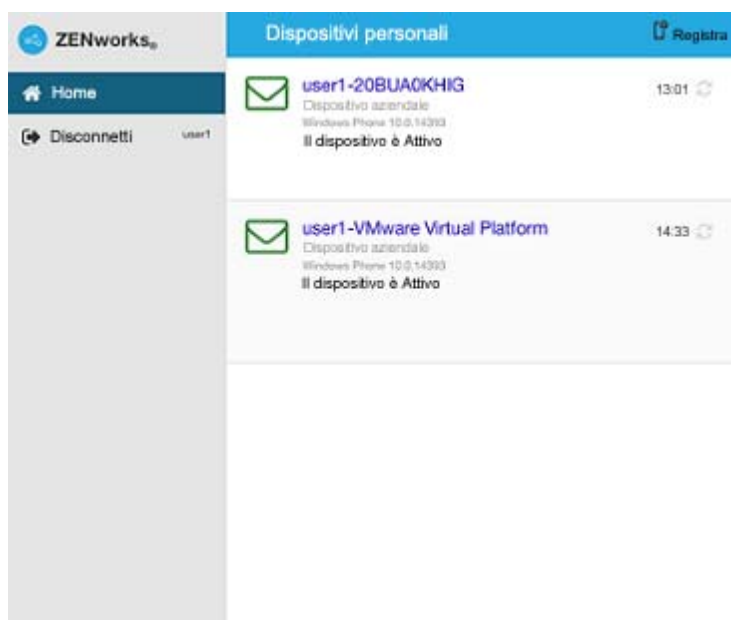 ZENworks®
Home
Disconnetti user1
Dispositivi personali
Registra
user1-20BUA0KHIG 13:01
Dispositivo aziendale
Windows Phone 10.0.14393
Il dispositivo è Attivo
user1-VMware Virtual Platform 14:33
Dispositivo aziendale
Windows Phone 10.0.14393
Il dispositivo è Attivo